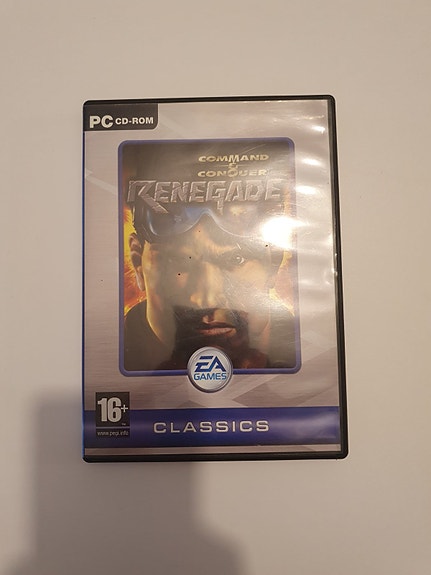 PC CD-ROM
COMMAND
&
CONQUER
RENEGADE
EA
GAMES
16+
www.pegi.info
CLASSICS